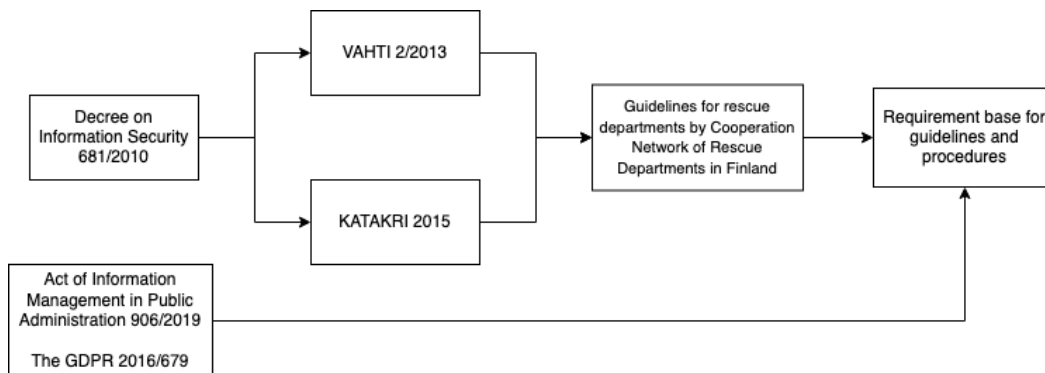 VAHTI 2/2013
Decree on
Information Security
681/2010
Guidelines for rescue
departments by Cooperation
Network of Rescue
Departments in Finland
Requirement base for
guidelines and
procedures
KATAKRI 2015
Act of Information
Management in Public
Administration 906/2019
The GDPR 2016/679